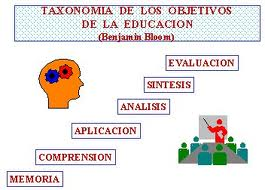 TAXONOMIA DE LOS OBJETIVOS
DE LA EDUCACION
(Benjamin Bloom)
EVALUACION
SINTESIS
ANALISIS
APLICACION
COMPRENSION
MEMORIA